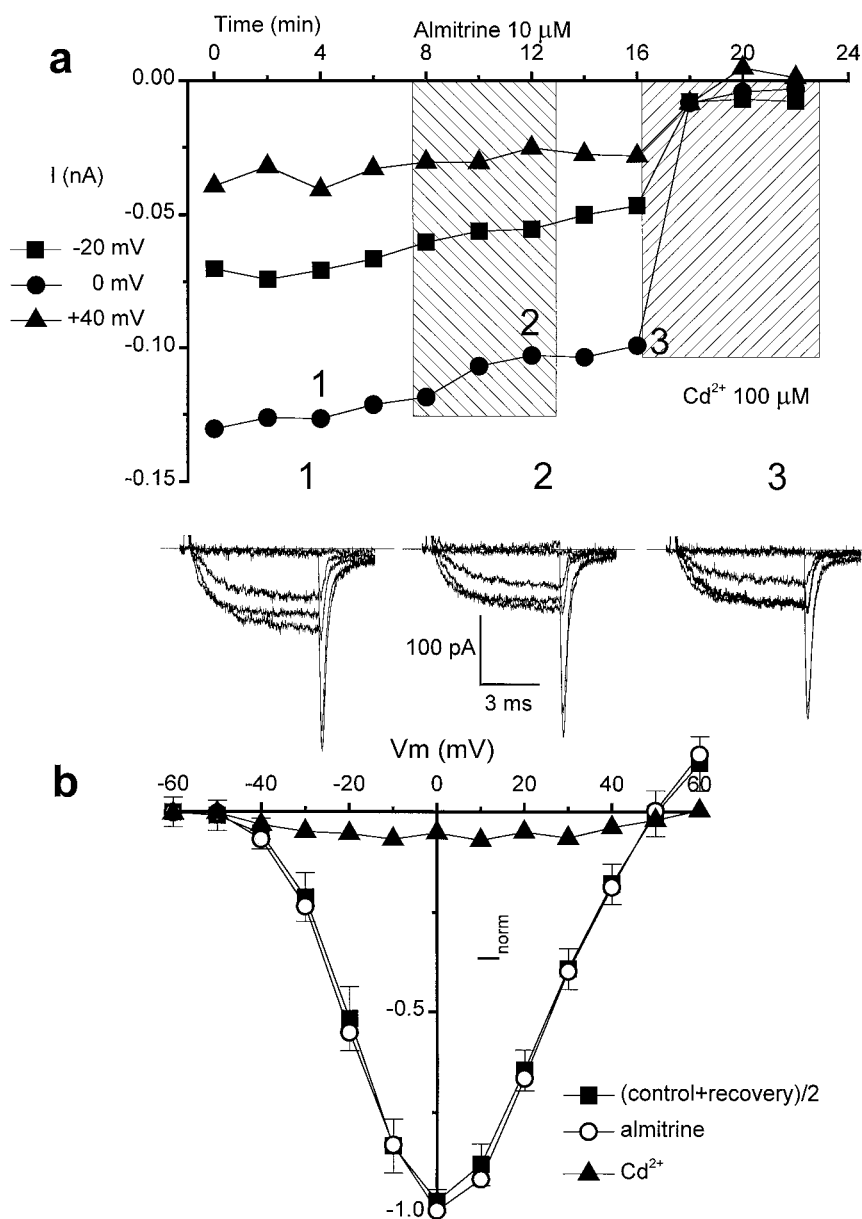 Time (min)
Almitrine 10 μM
a
0 4 8 12 16 20 24
0.00
I (nA)
-0.05
-20 mV
0 mV
+40 mV
-0.10
2
3
1
Cd²⁺ 100 μM
-0.15
1 2 3
100 pA
3 ms
b
Vm (mV)
-60 -40 -20 0 20 40 60
I norm
-0.5
(control+recovery)/2
almitrine
Cd²⁺
-1.0